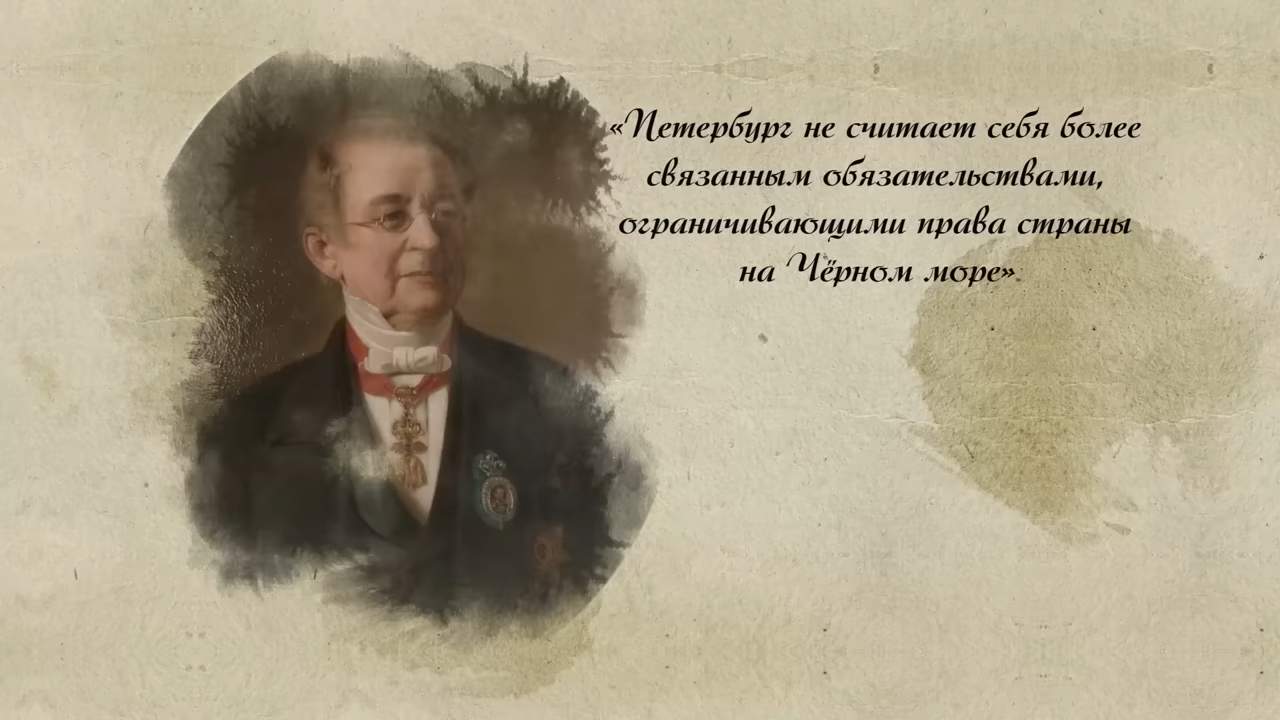 «Петербург не считает себя более
связанным обязательствами,
ограничивающими права страны
на Чёрном море»